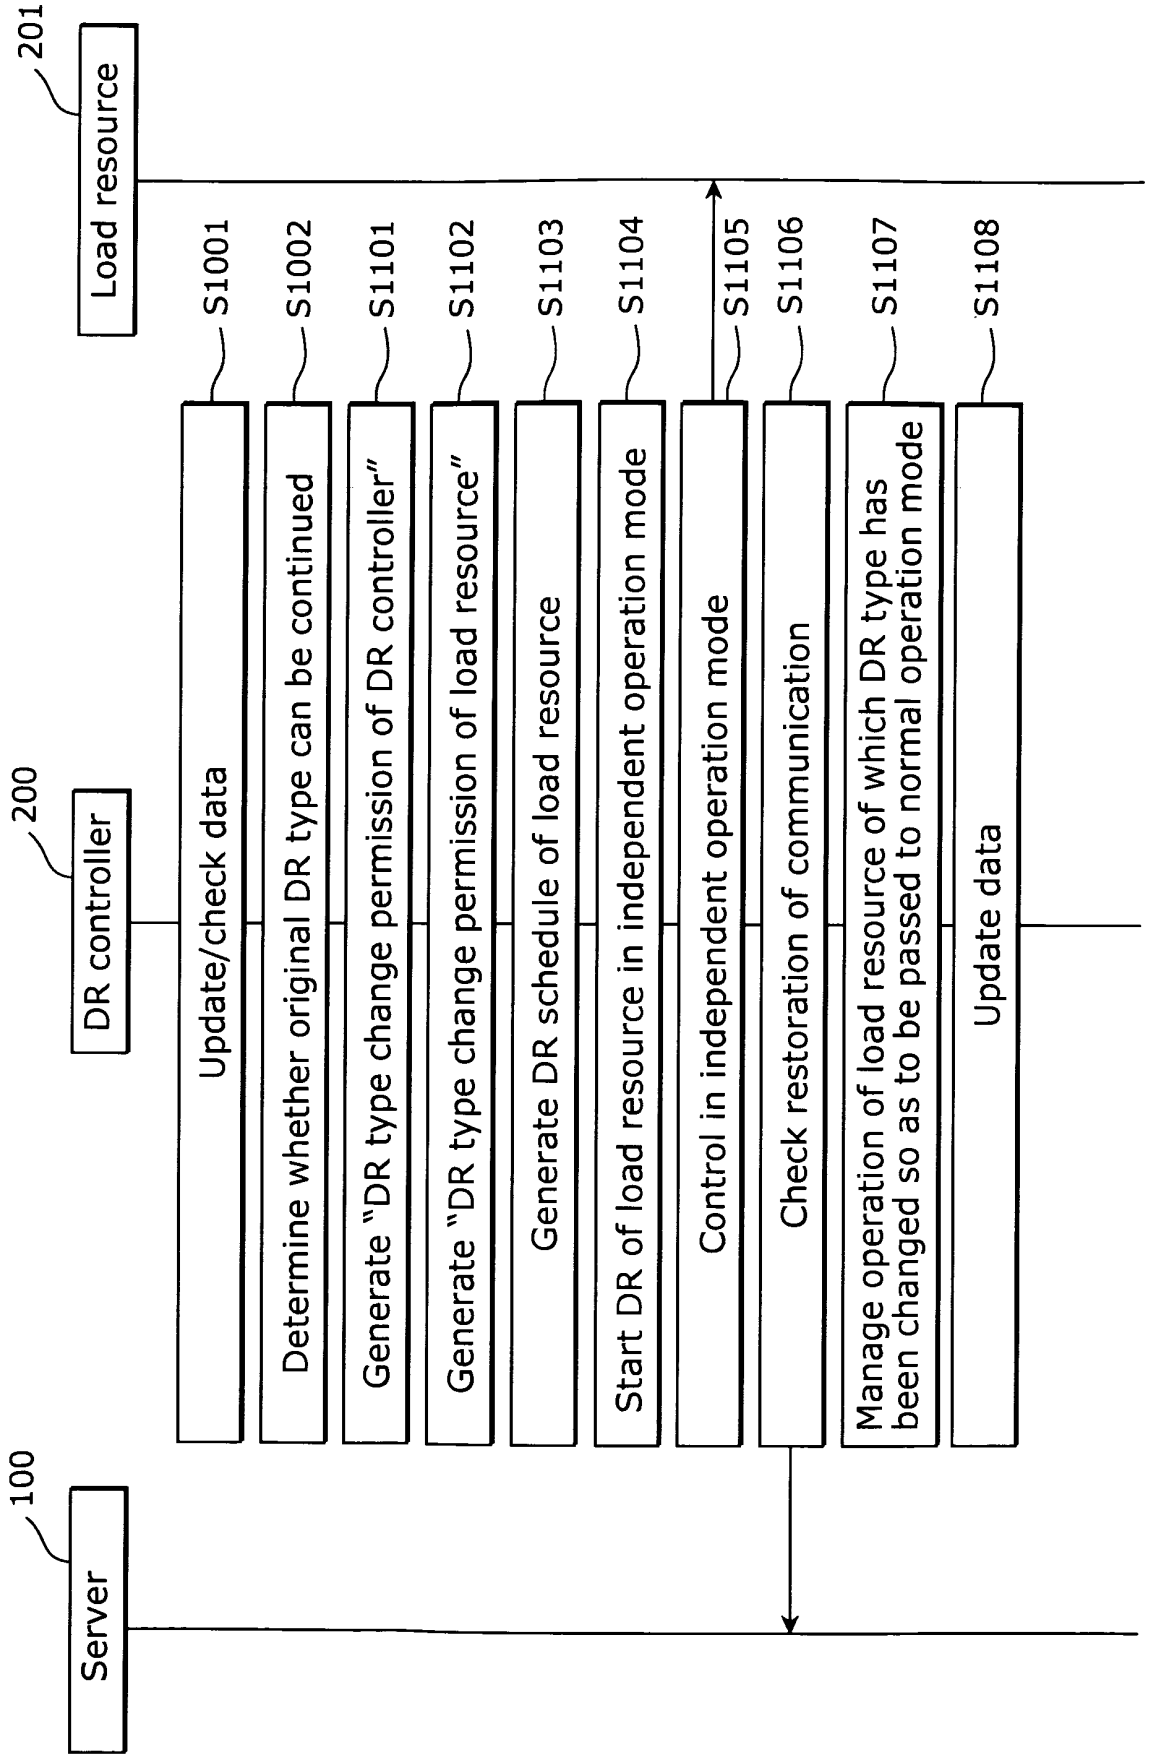 100
Server
200
DR controller
201
Load resource
Update/check data
S1001
Determine whether original DR type can be continued
S1002
Generate “DR type change permission of DR controller”
S1101
Generate “DR type change permission of load resource”
S1102
Generate DR schedule of load resource
S1103
Start DR of load resource in independent operation mode
S1104
Control in independent operation mode
S1105
Check restoration of communication
S1106
Manage operation of load resource of which DR type has
been changed so as to be passed to normal operation mode
S1107
Update data
S1108